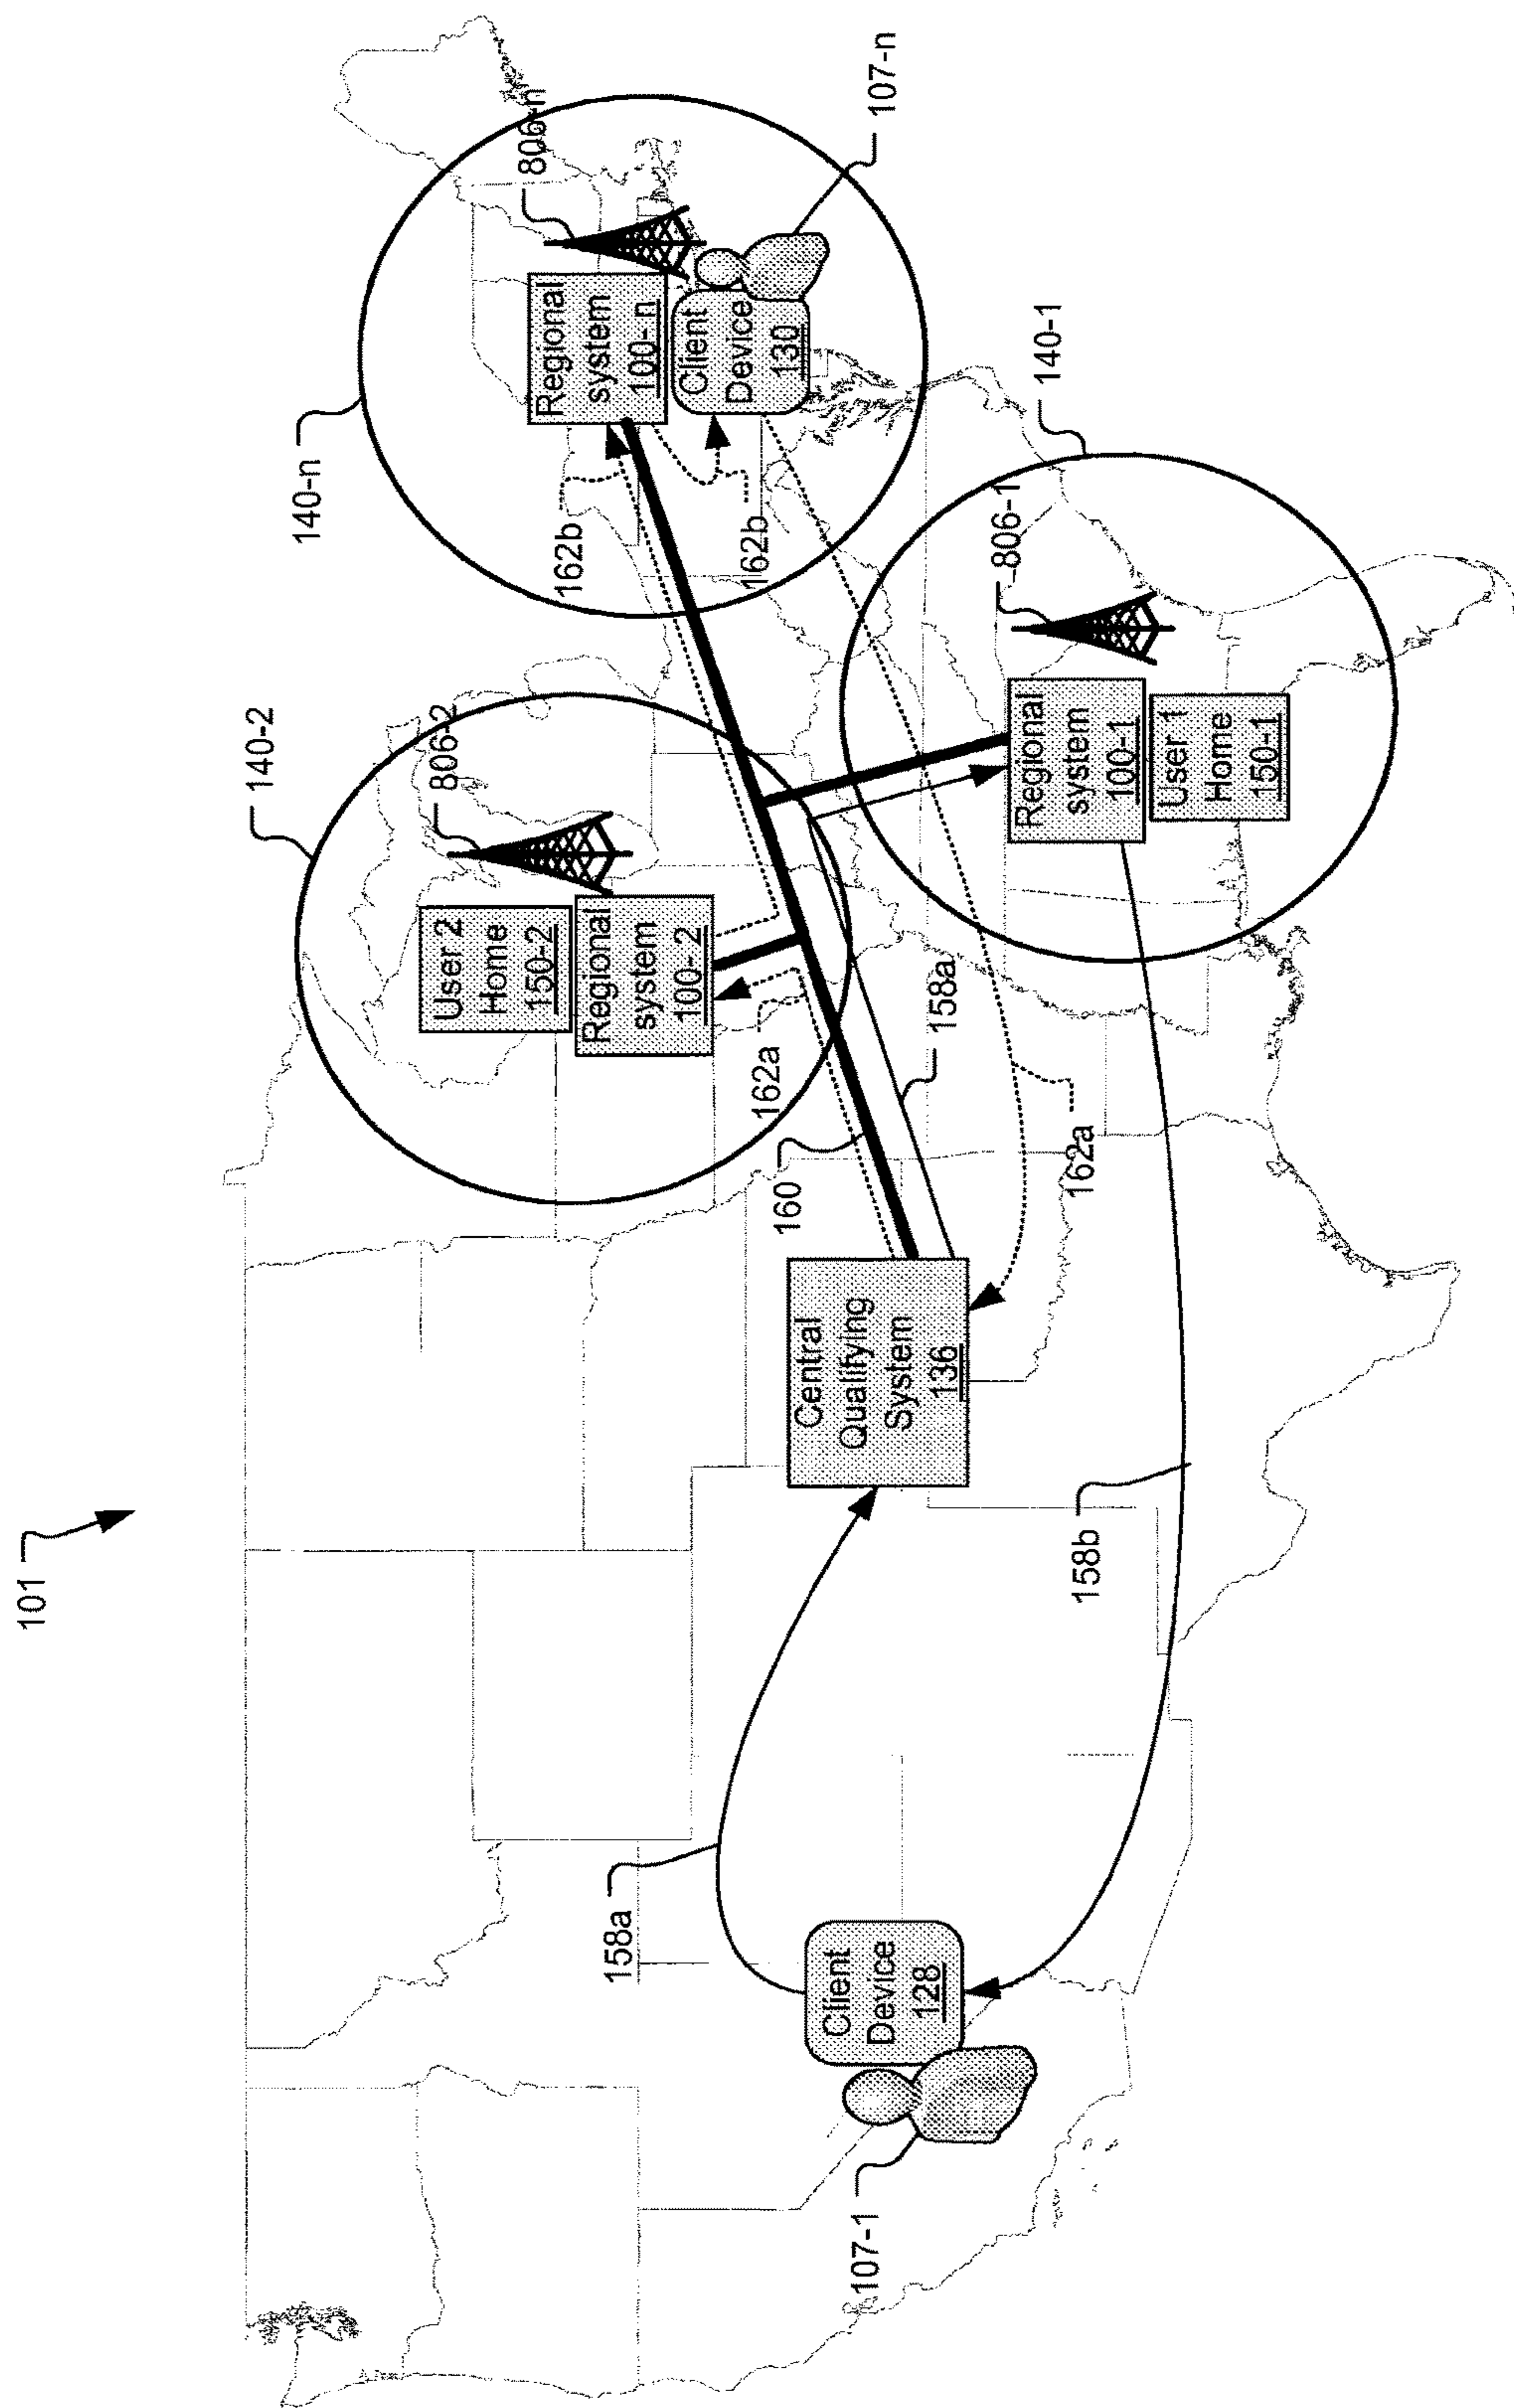 101
140-2
140-n
User 2
Home
150-2
806-2
806-n
Regional
system
100-n
162b
Regional
system
100-2
158a
Client
Device
130
162b
162a
160
Central
Qualifying
System
136
Client
Device
128
107-1
107-n
158a
806-1
Regional
system
100-1
140-1
162a
158b
User 1
Home
150-1